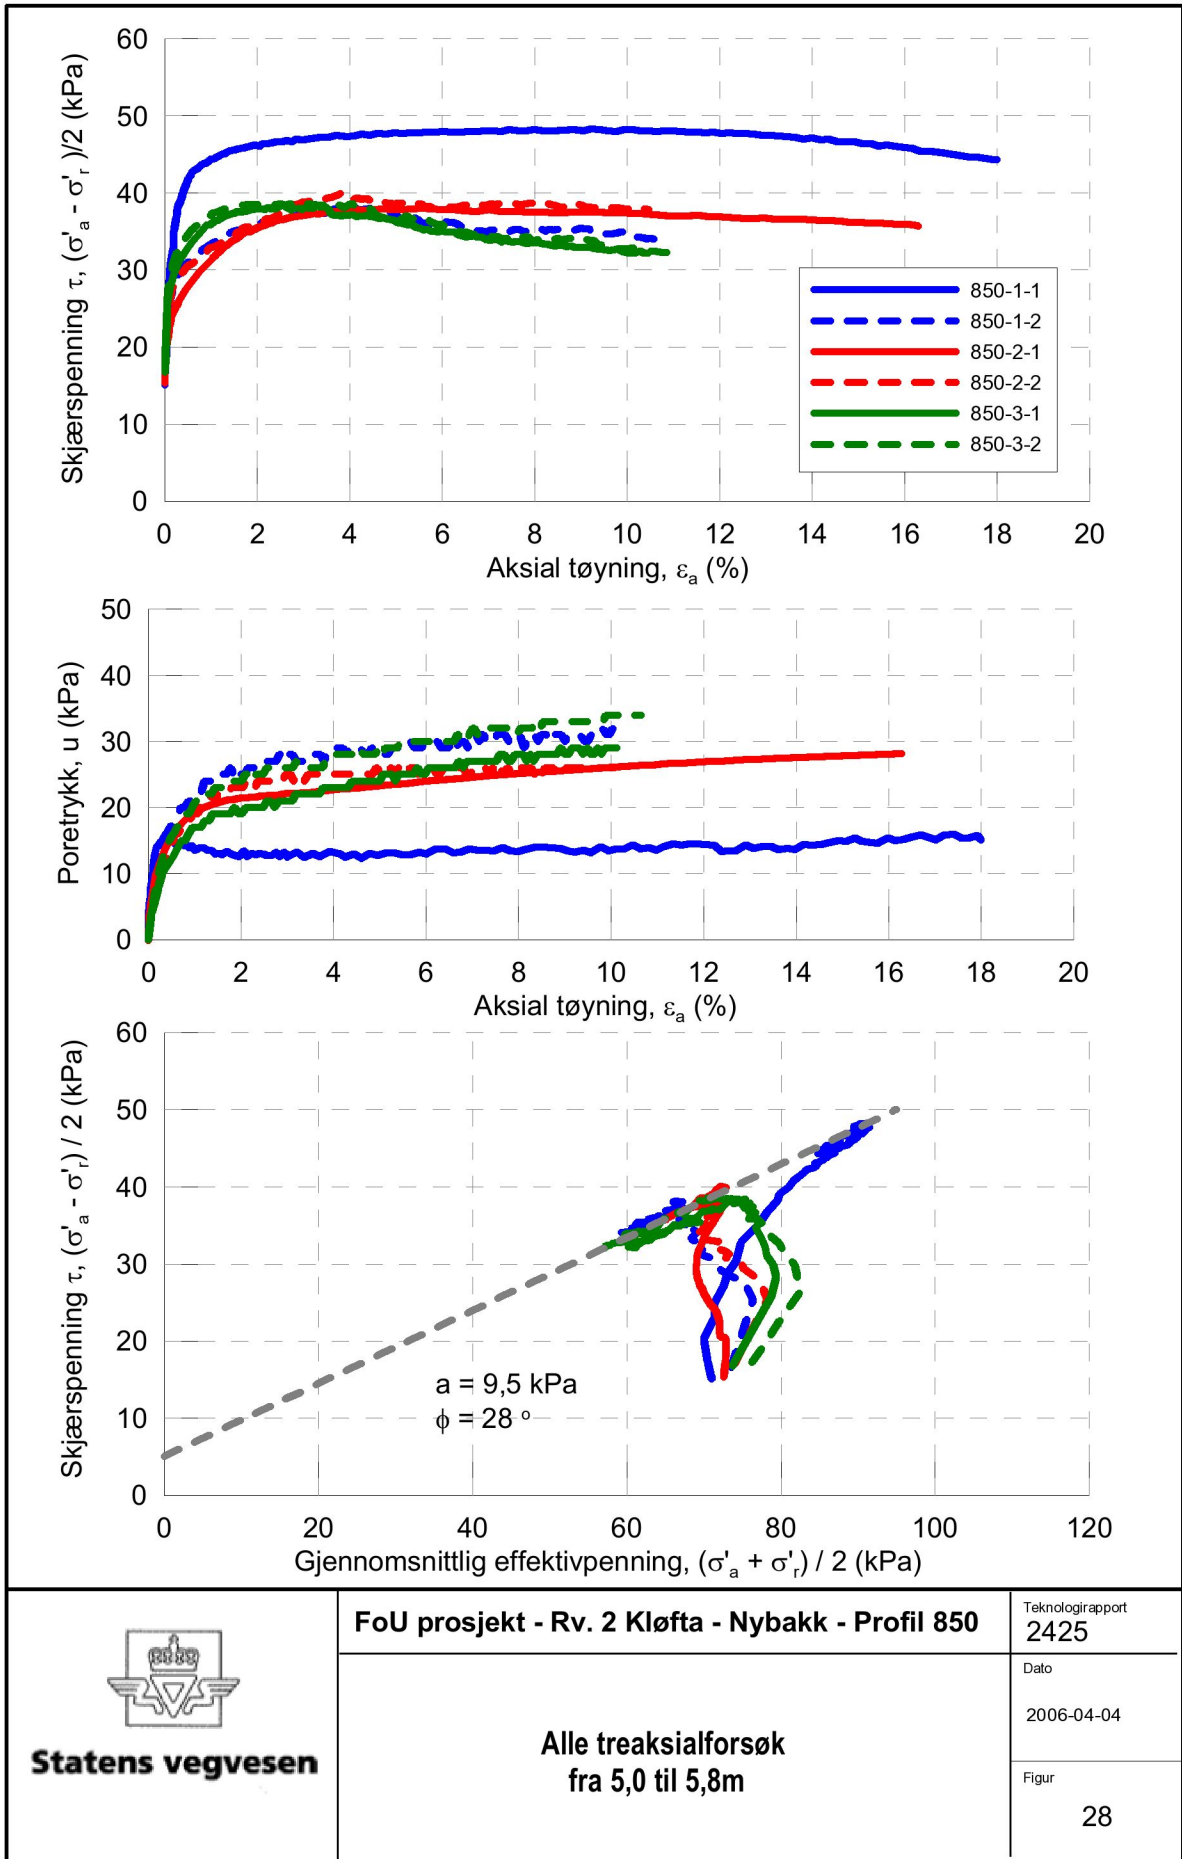 60
50
40
30
20
10
0
Skjærspenning τ, (σ'a - σ'r )/2 (kPa)
850-1-1
850-1-2
850-2-1
850-2-2
850-3-1
850-3-2
0 2 4 6 8 10 12 14 16 18 20
Aksial tøyning, εa (%)
50
40
30
20
10
0
Poretrykk, u (kPa)
0 2 4 6 8 10 12 14 16 18 20
Aksial tøyning, εa (%)
60
50
40
30
20
10
0
Skjærspenning τ, (σ'a - σ'r) / 2 (kPa)
a = 9,5 kPa
ϕ = 28 o
0 20 40 60 80 100 120
Gjennomsnittlig effektivpenning, (σ'a + σ'r) / 2 (kPa)
Statens vegvesen
FoU prosjekt - Rv. 2 Kløfta - Nybakk - Profil 850
Alle treaksialforsøk
fra 5,0 til 5,8m
Teknologirapport
2425
Dato
2006-04-04
Figur
28